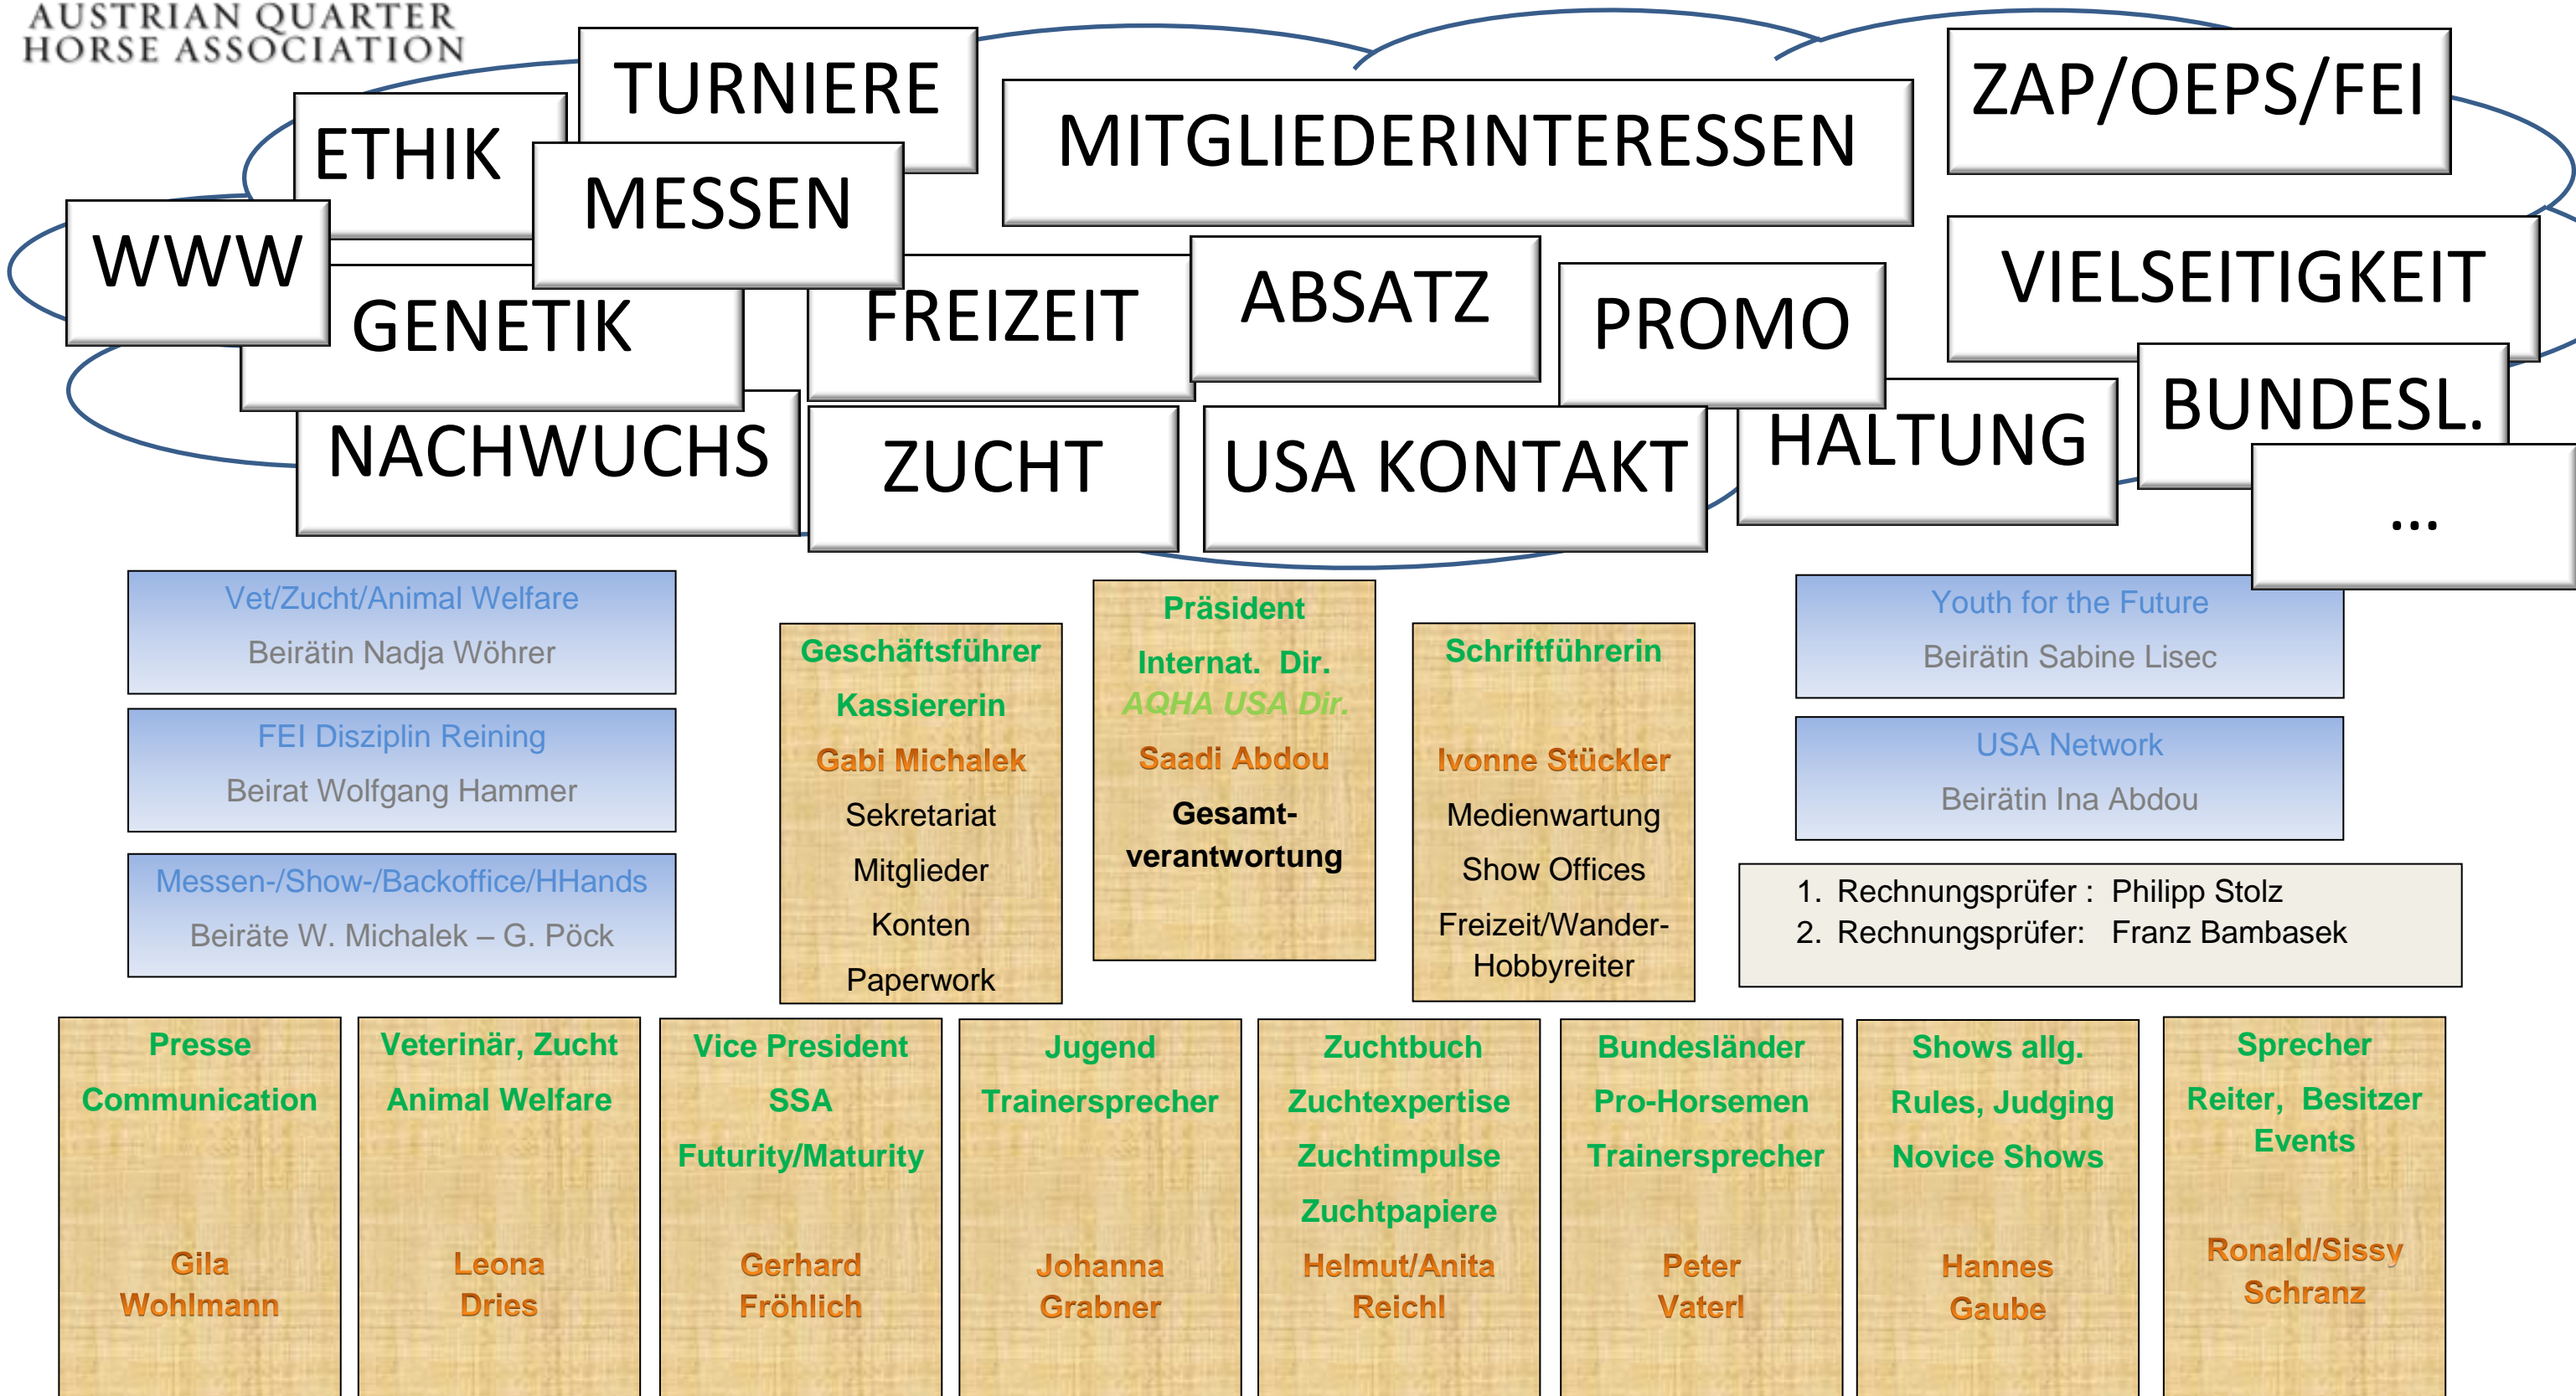 AUSTRIAN QUARTER
HORSE ASSOCIATION
TURNIERE
ZAP/OEPS/FEI
MITGLIEDERINTERESSEN
ETHIK
MESSEN
WWW
VIELSEITIGKEIT
GENETIK
FREIZEIT
ABSATZ
PROMO
BUNDESL.
NACHWUCHS
ZUCHT
USA KONTAKT
HALTUNG
...
Vet/Zucht/Animal Welfare
Beirätin Nadja Wöhrer
FEI Disziplin Reining
Beirat Wolfgang Hammer
Messen-/Show-/Backoffice/HHands
Beiräte W. Michalek – G. Pöck
Geschäftsführer
Kassiererin
Gabi Michalek
Sekretariat
Mitglieder
Konten
Paperwork
Präsident
Internat. Dir.
AQHA USA Dir.
Saadi Abdou
Gesamt-
verantwortung
Schriftführerin
Ivonne Stückler
Medienwartung
Show Offices
Freizeit/Wander-
Hobbyreiter
Youth for the Future
Beirätin Sabine Lisec
USA Network
Beirätin Ina Abdou
1. Rechnungsprüfer : Philipp Stolz
2. Rechnungsprüfer: Franz Bambasek
Presse
Communication
Gila
Wohlmann
Veterinär, Zucht
Animal Welfare
Leona
Dries
Vice President
SSA
Futurity/Maturity
Gerhard
Fröhlich
Jugend
Trainersprecher
Johanna
Grabner
Zuchtbuch
Zuchtexpertise
Zuchtimpulse
Zuchtpapiere
Helmut/Anita
Reichl
Bundesländer
Pro-Horsemen
Trainersprecher
Peter
Vaterl
Shows allg.
Rules, Judging
Novice Shows
Hannes
Gaube
Sprecher
Reiter, Besitzer
Events
Ronald/Sissy
Schranz